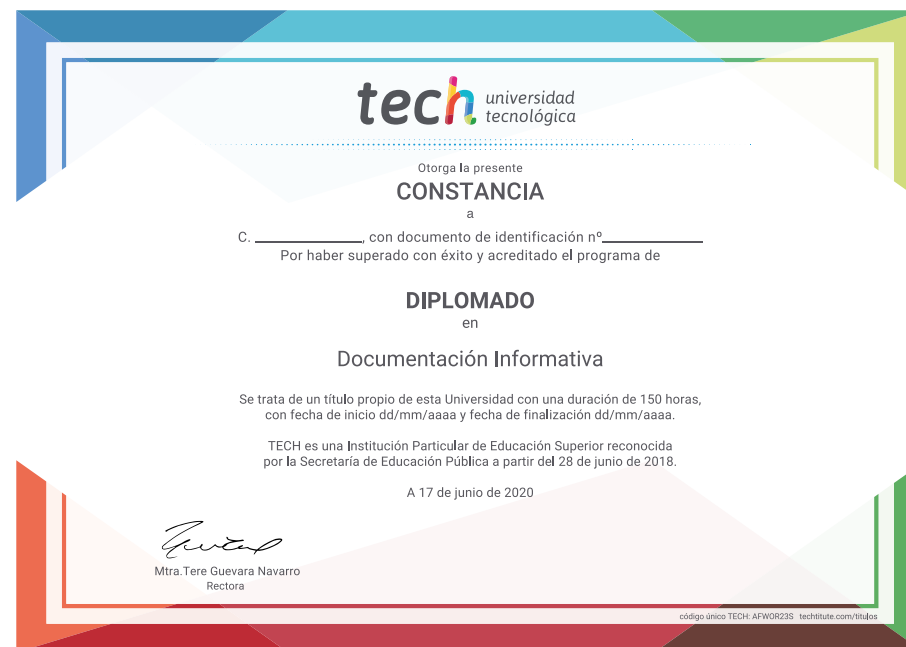 tech universidad
tecnológica
Otorga la presente
CONSTANCIA
a
C. ______________, con documento de identificación nº_____________
Por haber superado con éxito y acreditado el programa de
DIPLOMADO
en
Documentación Informativa
Se trata de un título propio de esta Universidad con una duración de 150 horas,
con fecha de inicio dd/mm/aaaa y fecha de finalización dd/mm/aaaa.
TECH es una Institución Particular de Educación Superior reconocida
por la Secretaría de Educación Pública a partir del 28 de junio de 2018.
A 17 de junio de 2020
Mtra.Tere Guevara Navarro
Rectora
código único TECH: AFWOR23S techtitute.com/titulos